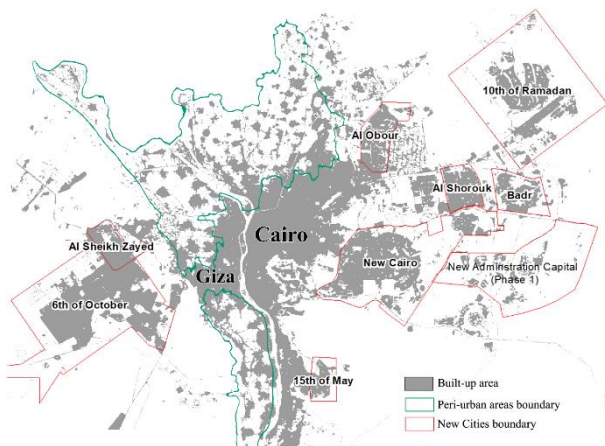 10th of Ramadan
Al Obour
Al Shorouk
Badr
Al Sheikh Zayed
Cairo
New Cairo
New Adminstration Capital
(Phase 1)
Giza
6th of October
15th of May
Built-up area
Peri-urban areas boundary
New Cities boundary